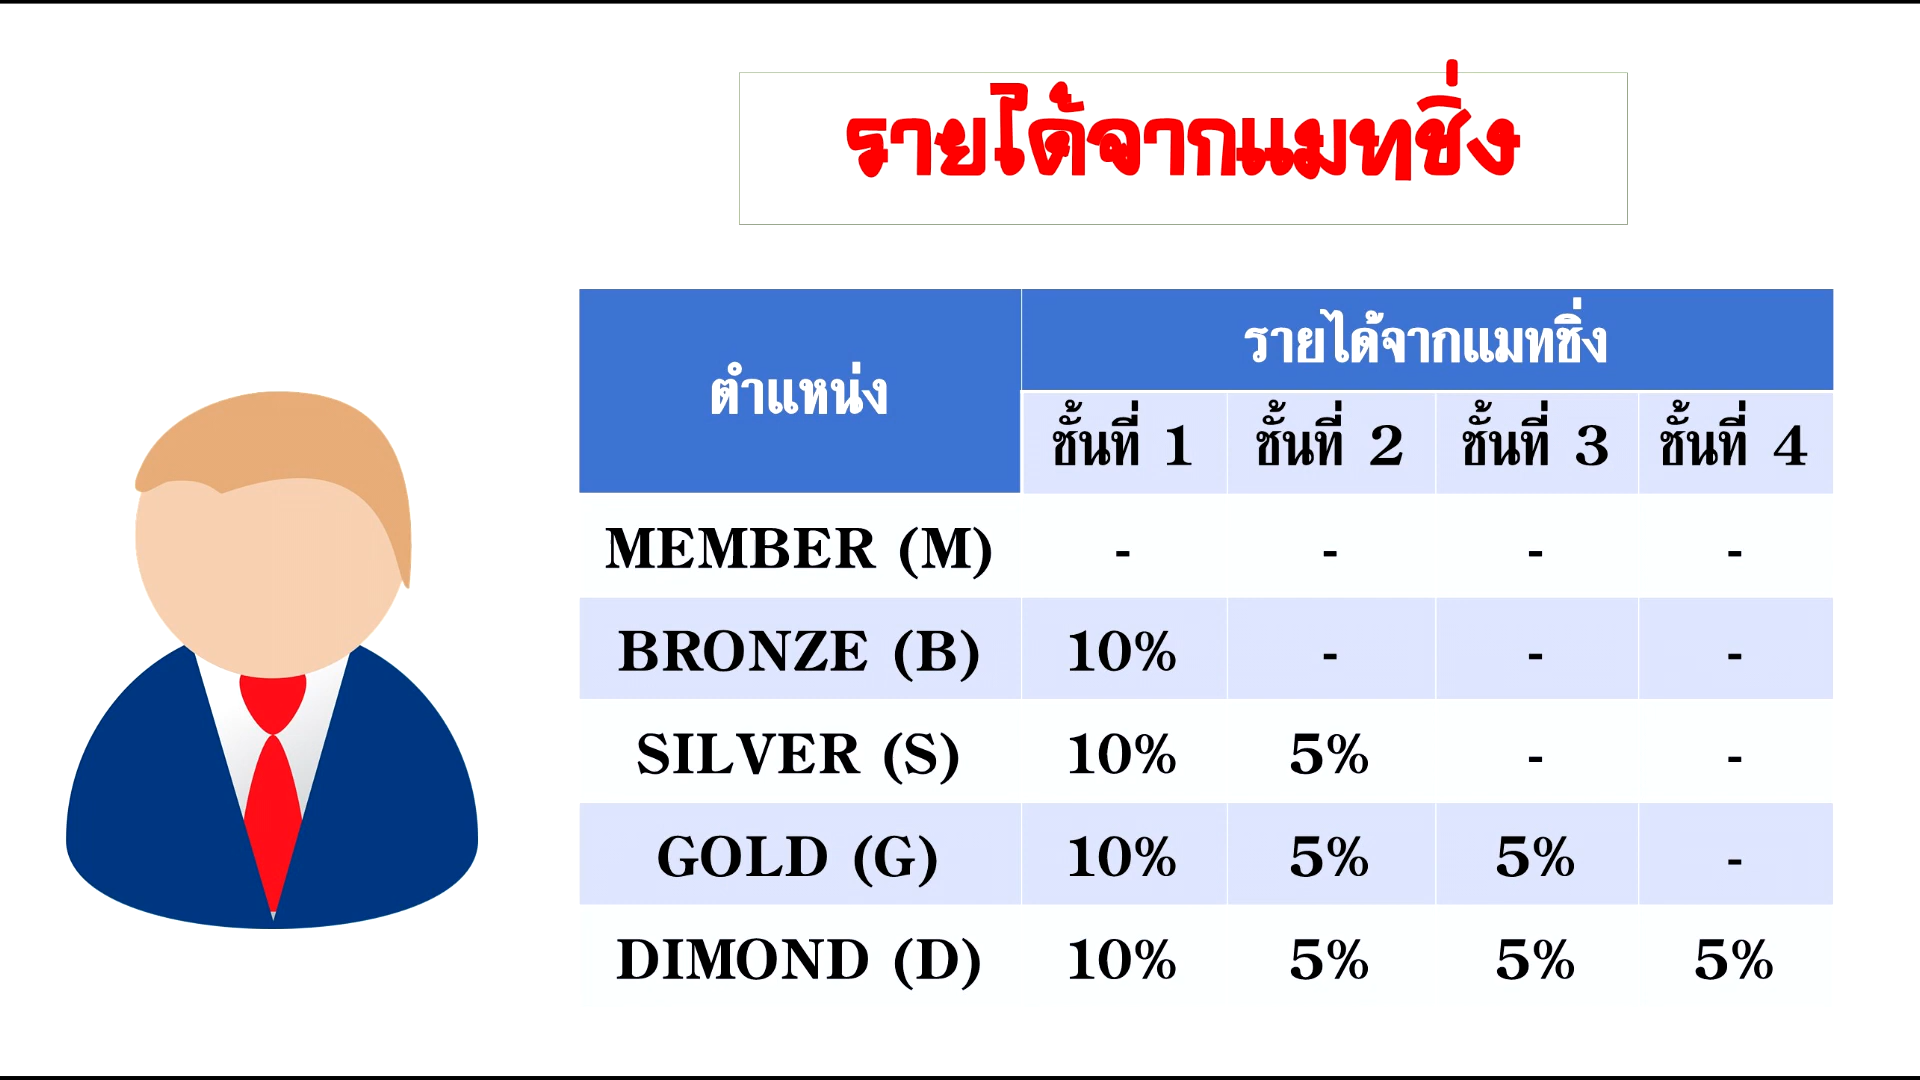 รายได้จากแมทชิ่ง
ตำแหน่ง รายได้จากแมทชิ่ง
ชั้นที่ 1 ชั้นที่ 2 ชั้นที่ 3 ชั้นที่ 4
MEMBER (M) - - - -
BRONZE (B) 10% - - -
SILVER (S) 10% 5% - -
GOLD (G) 10% 5% 5% -
DIMOND (D) 10% 5% 5% 5%